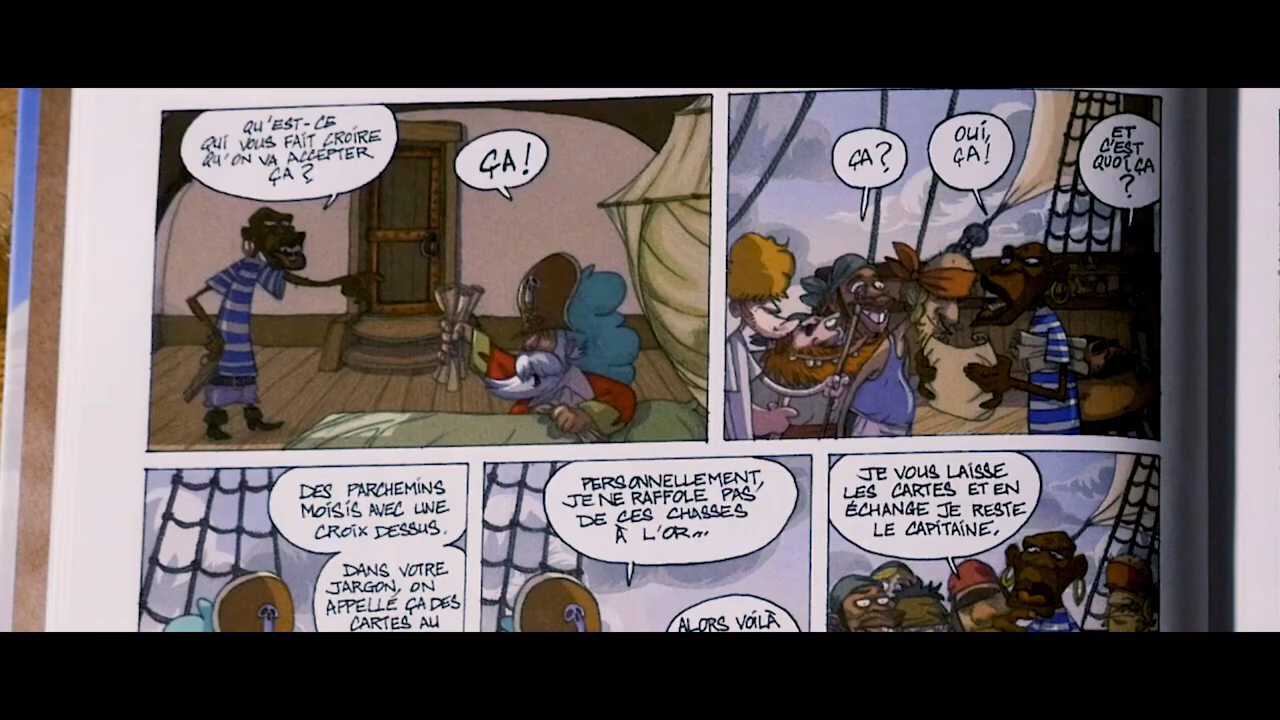 QU'EST-CE
QUI VOUS FAIT CROIRE
QU'ON VA ACCEPTER
ÇA?
ÇA!
ÇA?
OUI,
ÇA!
ET
C'EST
QUOI ÇA
?
DES PARCHEMINS
MOISIS AVEC UNE
CROIX DESSUS.
DANS VOTRE
JARGON, ON
APPELLE ÇA DES
CARTES AU
PERSONNELLEMENT,
JE NE RAFFOLE PAS
DE CES CHASSES
À L'OR...
ALORS VOILÀ
JE VOUS LAISSE
LES CARTES ET EN
ÉCHANGE JE RESTE
LE CAPITAINE.